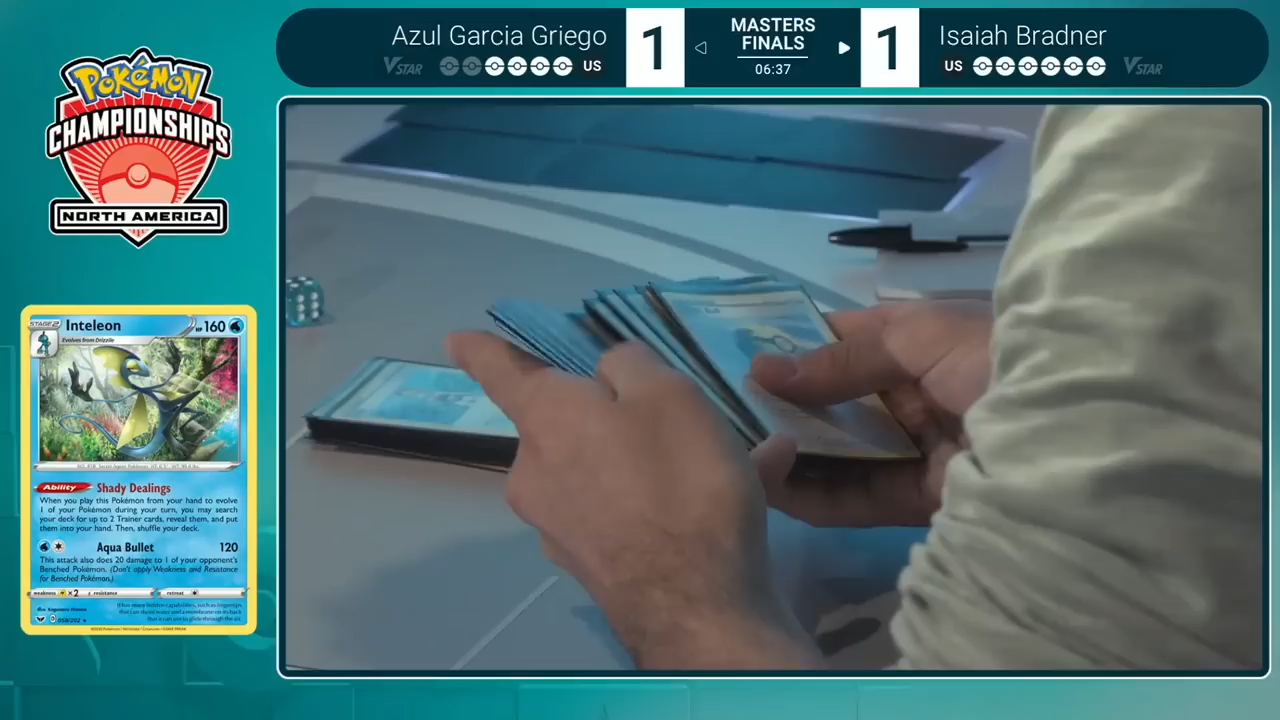 Azul Garcia Griego
1
MASTERS
FINALS
06:37
1
Isaiah Bradner
VSTAR
US
US
VSTAR
Pokémon
CHAMPIONSHIPS
NORTH AMERICA
STAGE 2
Inteleon
HP 160
Evolves from Drizzile
Ability
Shady Dealings
When you play this Pokémon from your hand to evolve
1 of your Pokémon during your turn, you may search
your deck for up to 2 Trainer cards, reveal them, and put
them into your hand. Then, shuffle your deck.
Aqua Bullet
120
This attack also does 20 damage to 1 of your opponent's
Benched Pokémon. (Don't apply Weakness and Resistance
for Benched Pokémon.)
weakness
×2
resistance
retreat
058/202